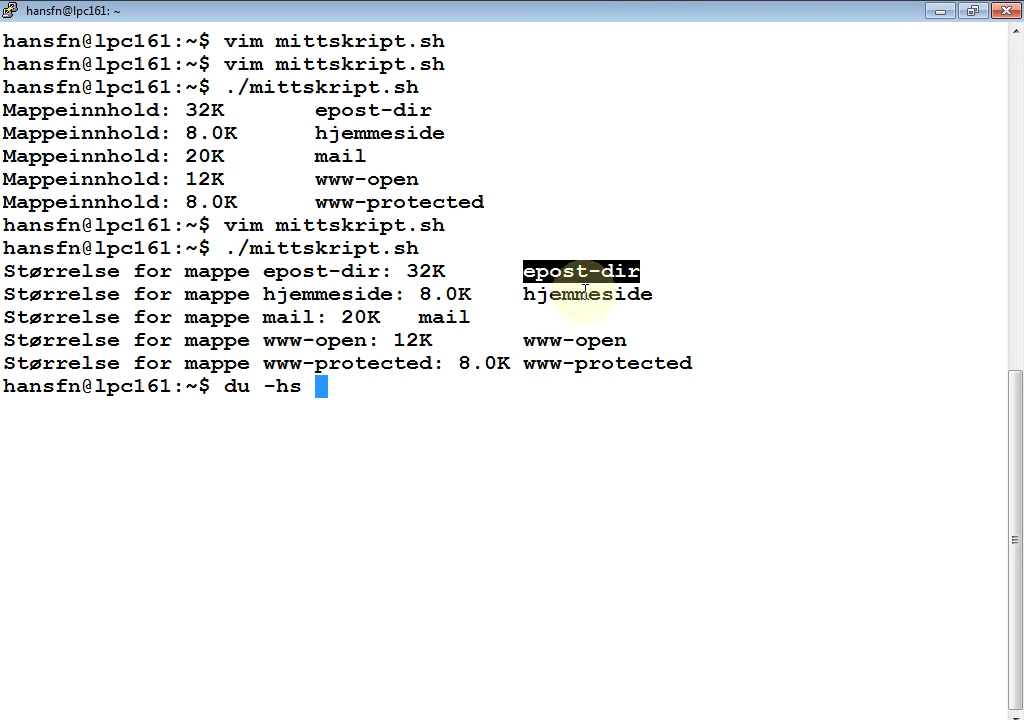 hansfn@lpc161: ~
hansfn@lpc161:~$ vim mittskript.sh
hansfn@lpc161:~$ vim mittskript.sh
hansfn@lpc161:~$ ./mittskript.sh
Mappeinnhold: 32K epost-dir
Mappeinnhold: 8.0K hjemmeside
Mappeinnhold: 20K mail
Mappeinnhold: 12K www-open
Mappeinnhold: 8.0K www-protected
hansfn@lpc161:~$ vim mittskript.sh
hansfn@lpc161:~$ ./mittskript.sh
Størrelse for mappe epost-dir: 32K epost-dir
Størrelse for mappe hjemmeside: 8.0K hjemmeside
Størrelse for mappe mail: 20K mail
Størrelse for mappe www-open: 12K www-open
Størrelse for mappe www-protected: 8.0K www-protected
hansfn@lpc161:~$ du -hs